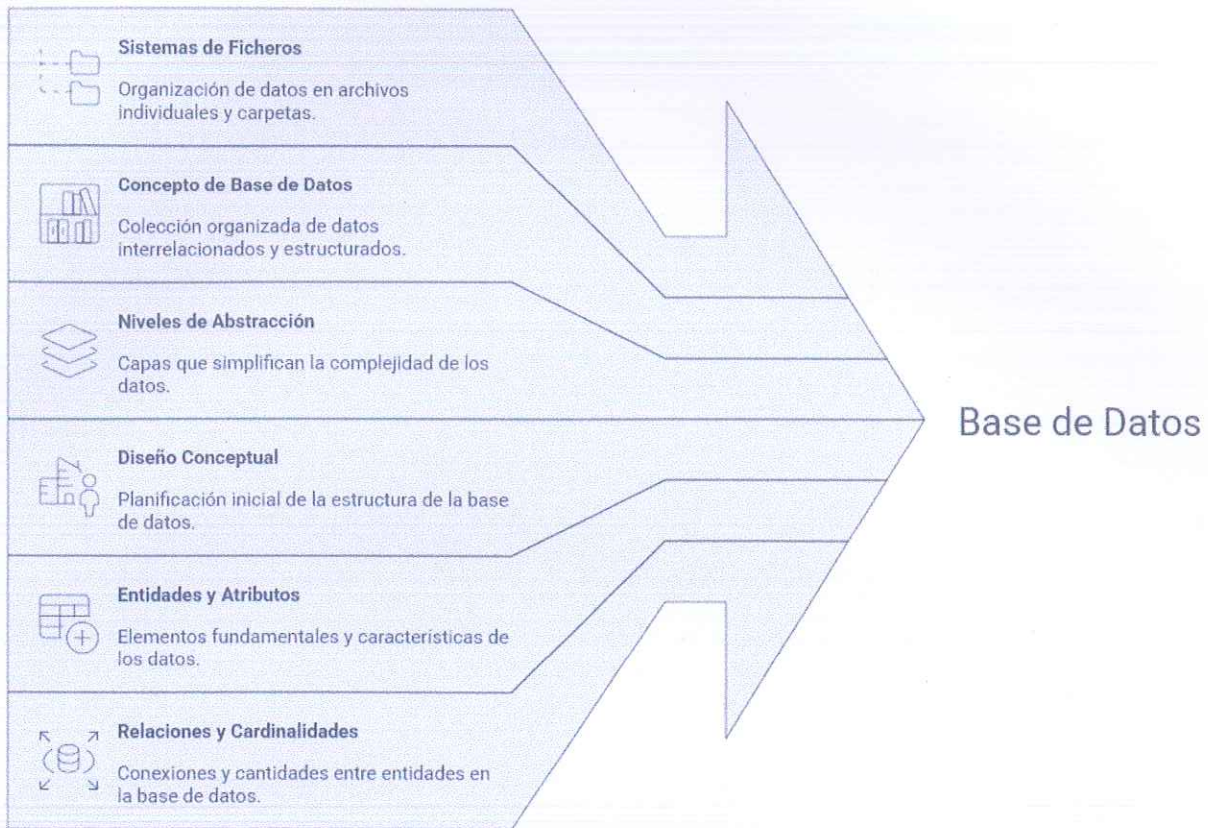 Sistemas de Ficheros
Organización de datos en archivos
individuales y carpetas.
Concepto de Base de Datos
Colección organizada de datos
interrelacionados y estructurados.
Niveles de Abstracción
Capas que simplifican la complejidad de los
datos.
Diseño Conceptual
Planificación inicial de la estructura de la base
de datos.
Entidades y Atributos
Elementos fundamentales y características de
los datos.
Relaciones y Cardinalidades
Conexiones y cantidades entre entidades en
la base de datos.
Base de Datos